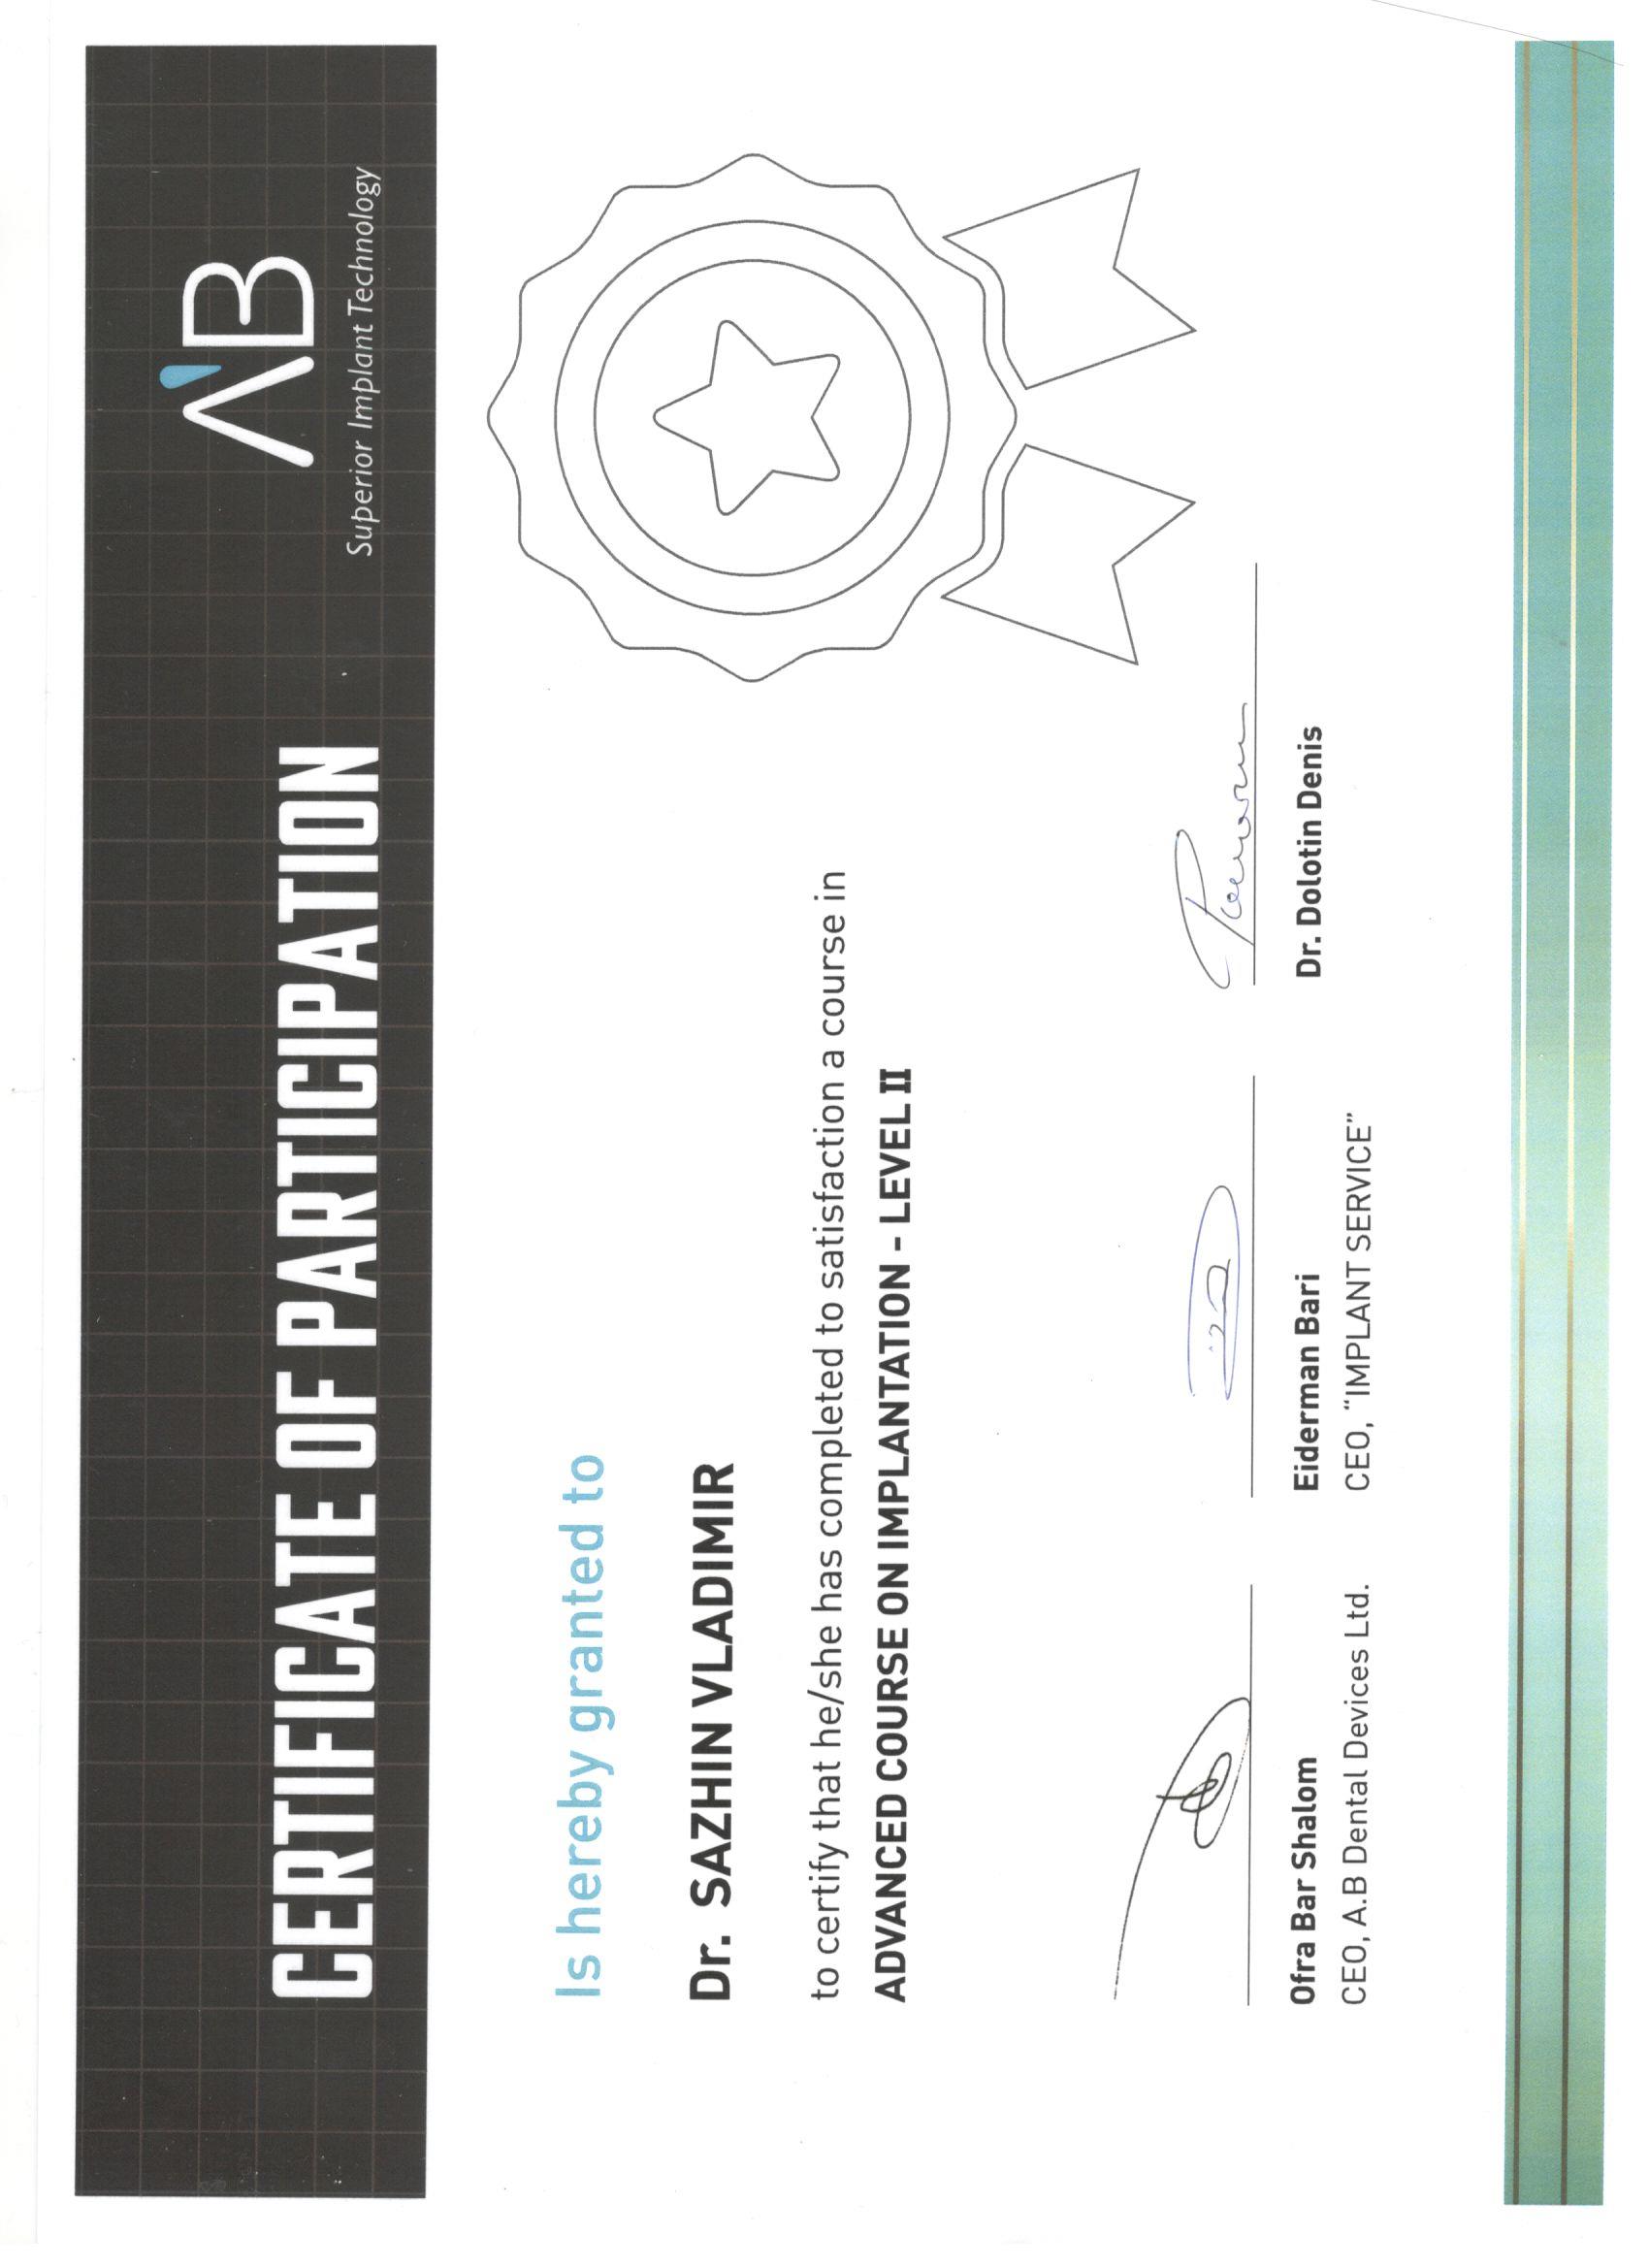 CERTIFICATE OF PARTICIPATION
AB
Superior Implant Technology
Is hereby granted to
Dr. SAZHIN VLADIMIR
to certify that he/she has completed to satisfaction a course in
ADVANCED COURSE ON IMPLANTATION - LEVEL II
Ofra Bar Shalom
CEO, A.B Dental Devices Ltd.
Eiderman Bari
CEO, “IMPLANT SERVICE”
Dr. Dolotin Denis